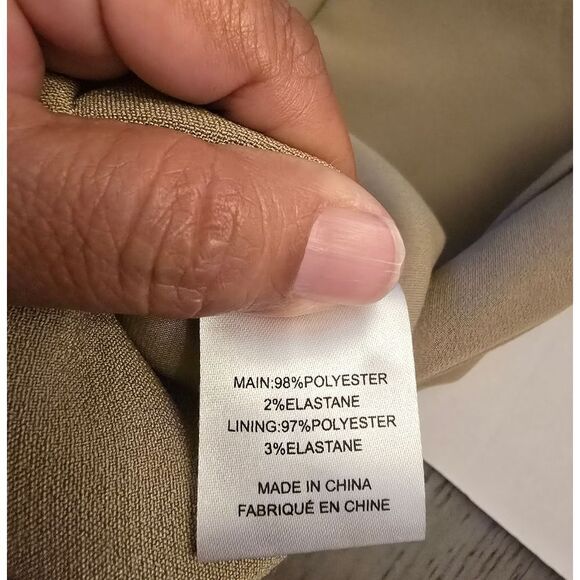 MAIN:98%POLYESTER
2%ELASTANE
LINING:97%POLYESTER
3%ELASTANE
MADE IN CHINA
FABRIQUÉ EN CHINE